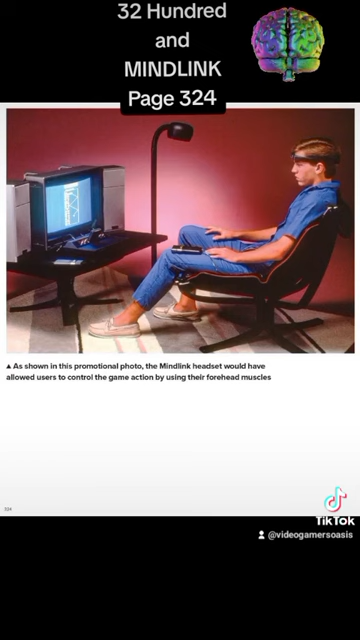 32 Hundred
and
MINDLINK
Page 324
▲ As shown in this promotional photo, the Mindlink headset would have
allowed users to control the game action by using their forehead muscles
324
TikTok
@videogamersoasis